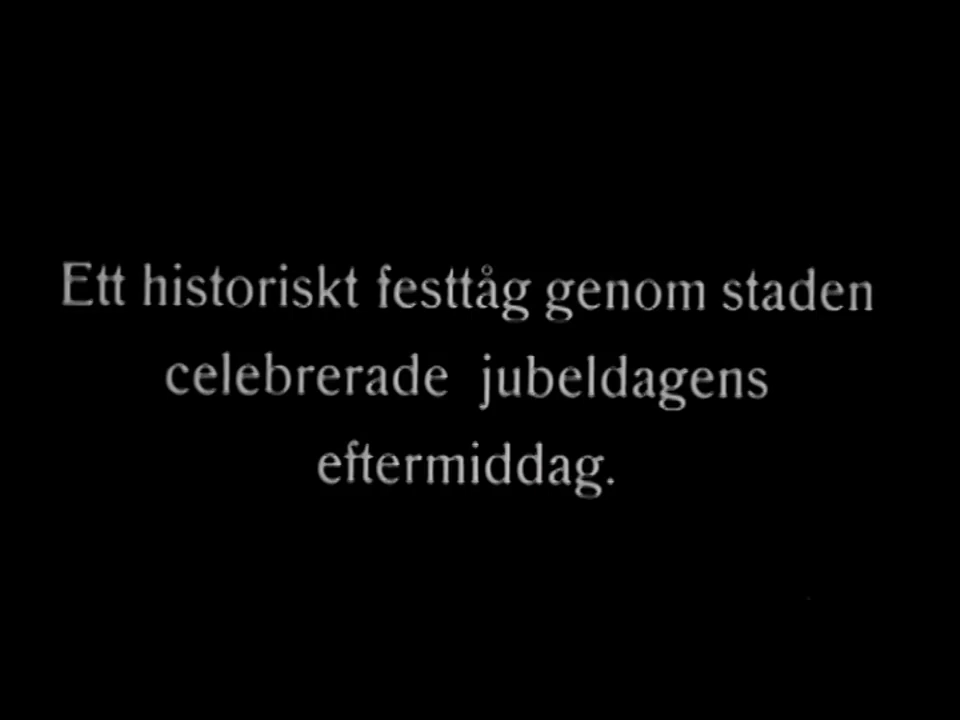 Ett historiskt festtåg genom staden
celebrerade jubeldagens
eftermiddag.